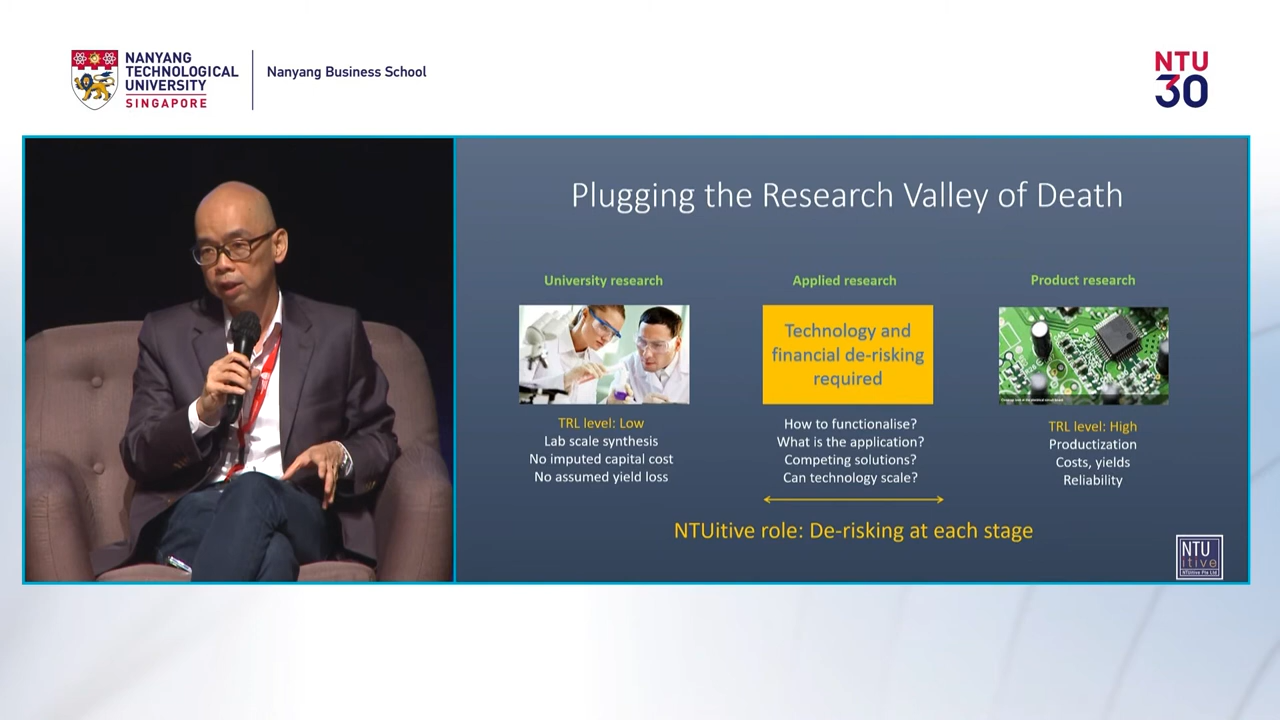 NANYANG
TECHNOLOGICAL
UNIVERSITY
SINGAPORE
Nanyang Business School
NTU
30
Plugging the Research Valley of Death
University research
Applied research
Product research
Technology and
financial de-risking
required
TRL level: Low
Lab scale synthesis
No imputed capital cost
No assumed yield loss
How to functionalise?
What is the application?
Competing solutions?
Can technology scale?
TRL level: High
Productization
Costs, yields
Reliability
NTUitive role: De-risking at each stage
NTU
itive
NTUitive Pte Ltd